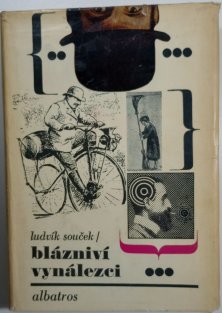 ludvík souček/
blázniví
vynálezci
albatros